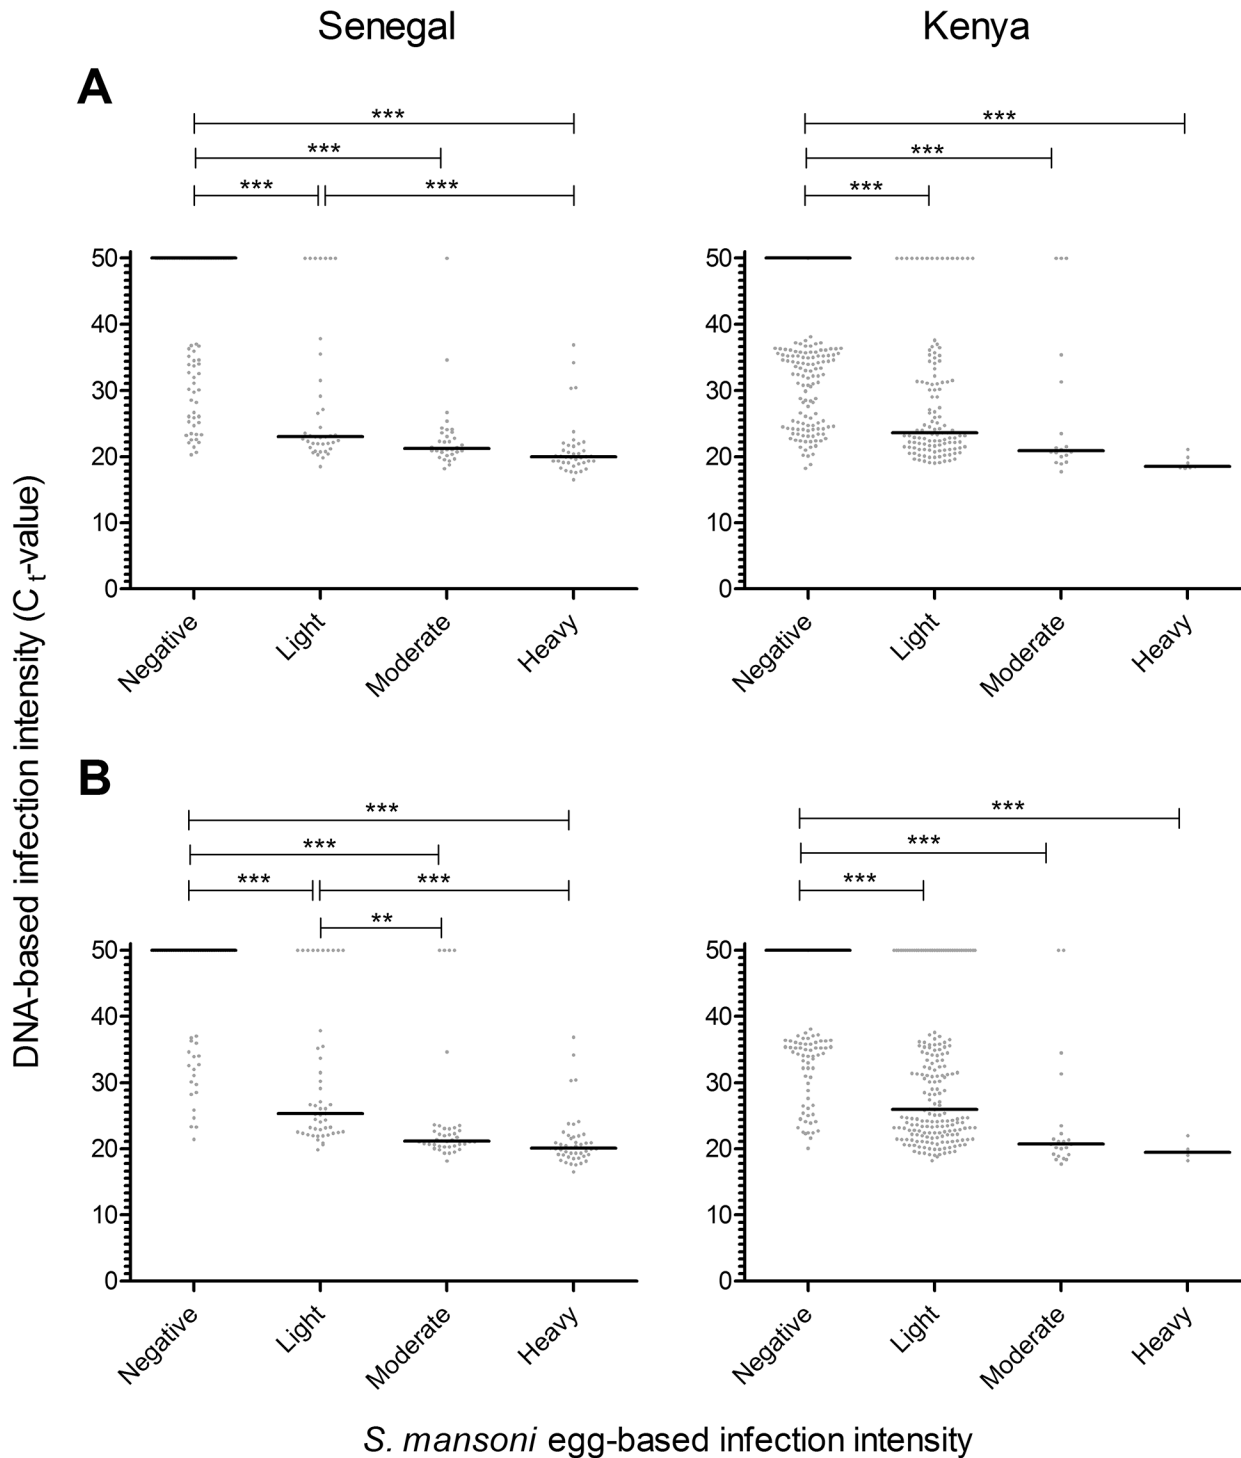 Senegal Kenya
A
*** ***
*** ***
*** *** ***
50 50
40 40
30 30
20 20
10 10
0 0
Negative Light Moderate Heavy Negative Light Moderate Heavy
DNA-based infection intensity (Ct-value)
B
*** ***
*** ***
*** *** ***
**
50 50
40 40
30 30
20 20
10 10
0 0
Negative Light Moderate Heavy Negative Light Moderate Heavy
S. mansoni egg-based infection intensity